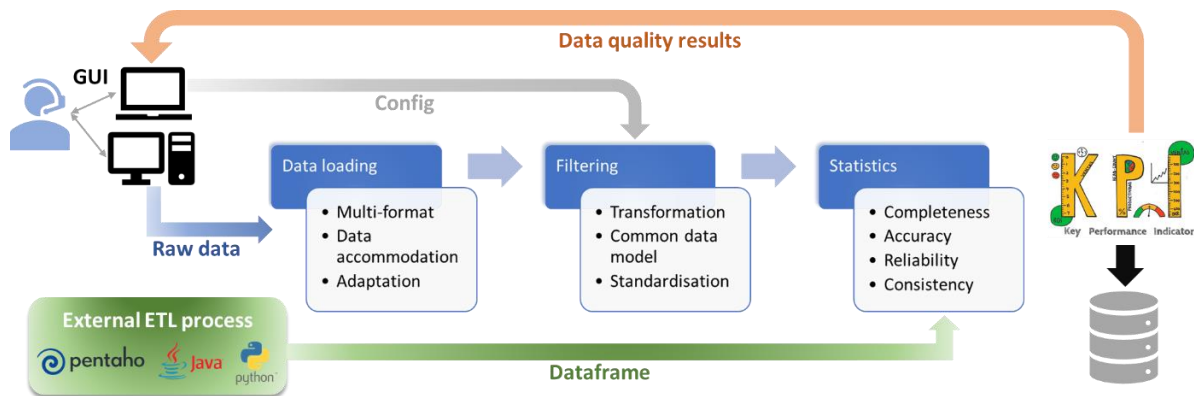 Data quality results
GUI
Config
Data loading
Filtering
Statistics
Multi-format
Data
accommodation
Adaptation
Transformation
Common data
model
Standardisation
Completeness
Accuracy
Reliability
Consistency
Raw data
KPI
Key Performance Indicator
External ETL process
pentaho
Java
python
Dataframe